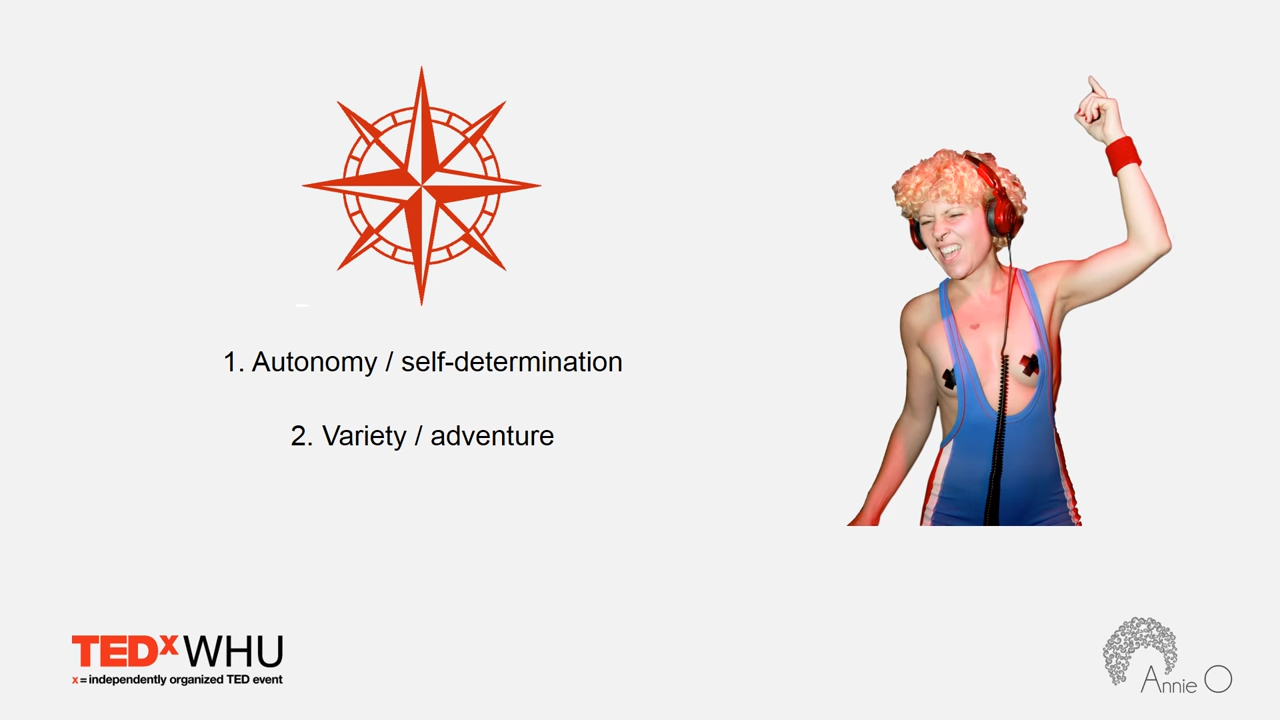 1. Autonomy / self-determination
2. Variety / adventure
TEDxWHU
x = independently organized TED event
Annie O